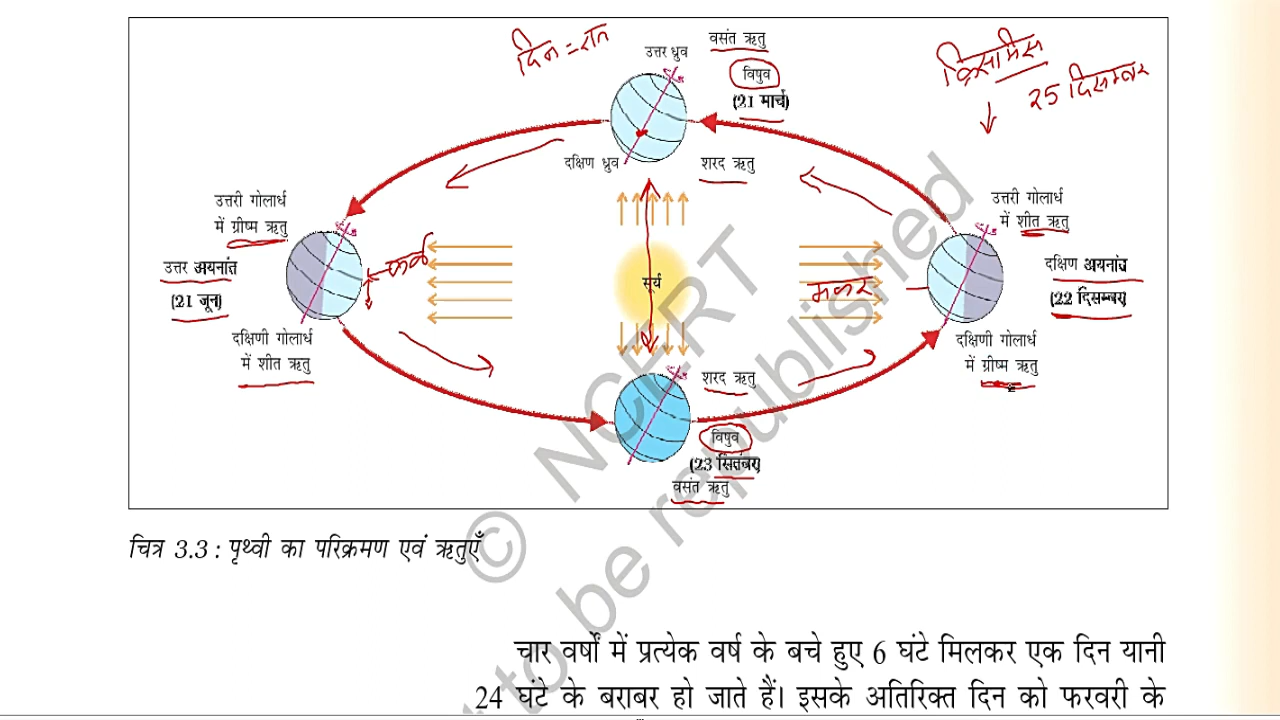 दिन = रात
वसंत ऋतु
उत्तर ध्रुव
विषुव
(21 मार्च)
क्रिसमिस
25 दिसम्बर
दक्षिण ध्रुव
शरद ऋतु
उत्तरी गोलार्ध
में ग्रीष्म ऋतु
उत्तर अयनांत
(21 जून)
दक्षिणी गोलार्ध
में शीत ऋतु
कर्क
सूर्य
मकर
उत्तरी गोलार्ध
में शीत ऋतु
दक्षिण अयनांत
(22 दिसम्बर)
दक्षिणी गोलार्ध
में ग्रीष्म ऋतु
शरद ऋतु
विषुव
(23 सितंबर)
वसंत ऋतु
© NCERT
to be republished
चित्र 3.3 : पृथ्वी का परिक्रमण एवं ऋतुएँ
चार वर्षों में प्रत्येक वर्ष के बचे हुए 6 घंटे मिलकर एक दिन यानी
24 घंटे के बराबर हो जाते हैं। इसके अतिरिक्त दिन को फरवरी के